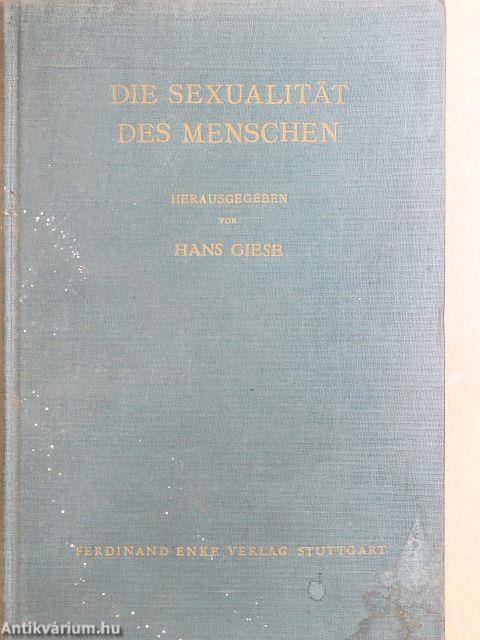 DIE SEXUALITÄT
DES MENSCHEN
HERAUSGEGEBEN
VON
HANS GIESE
FERDINAND ENKE VERLAG STUTTGART
Antikvárium.hu